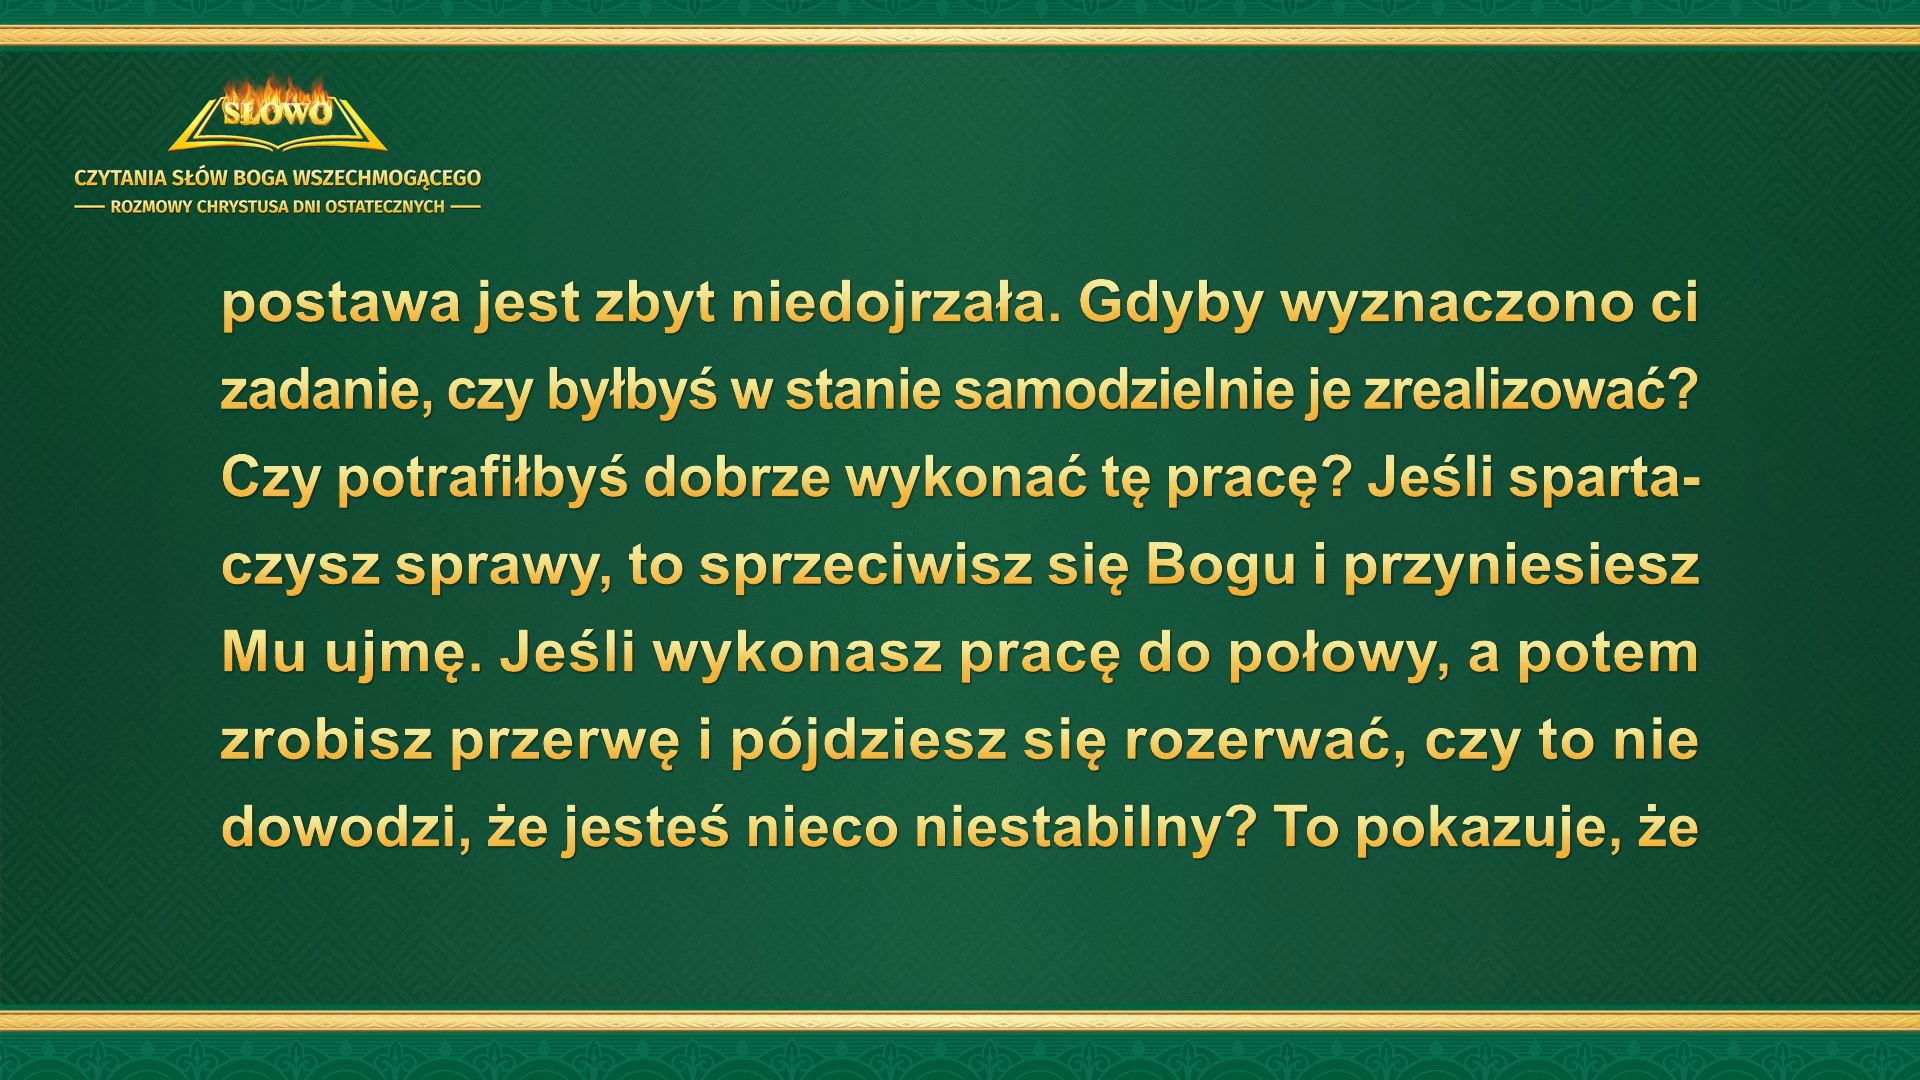 SŁOWO
CZYTANIA SŁÓW BOGA WSZECHMOGĄCEGO
ROZMOWY CHRYSTUSA DNI OSTATECZNYCH
postawa jest zbyt niedojrzała. Gdyby wyznaczono ci
zadanie, czy byłbyś w stanie samodzielnie je zrealizować?
Czy potrafiłbyś dobrze wykonać tę pracę? Jeśli sparta-
czysz sprawy, to sprzeciwisz się Bogu i przyniesiesz
Mu ujmę. Jeśli wykonasz pracę do połowy, a potem
zrobisz przerwę i pójdziesz się rozerwać, czy to nie
dowodzi, że jesteś nieco niestabilny? To pokazuje, że